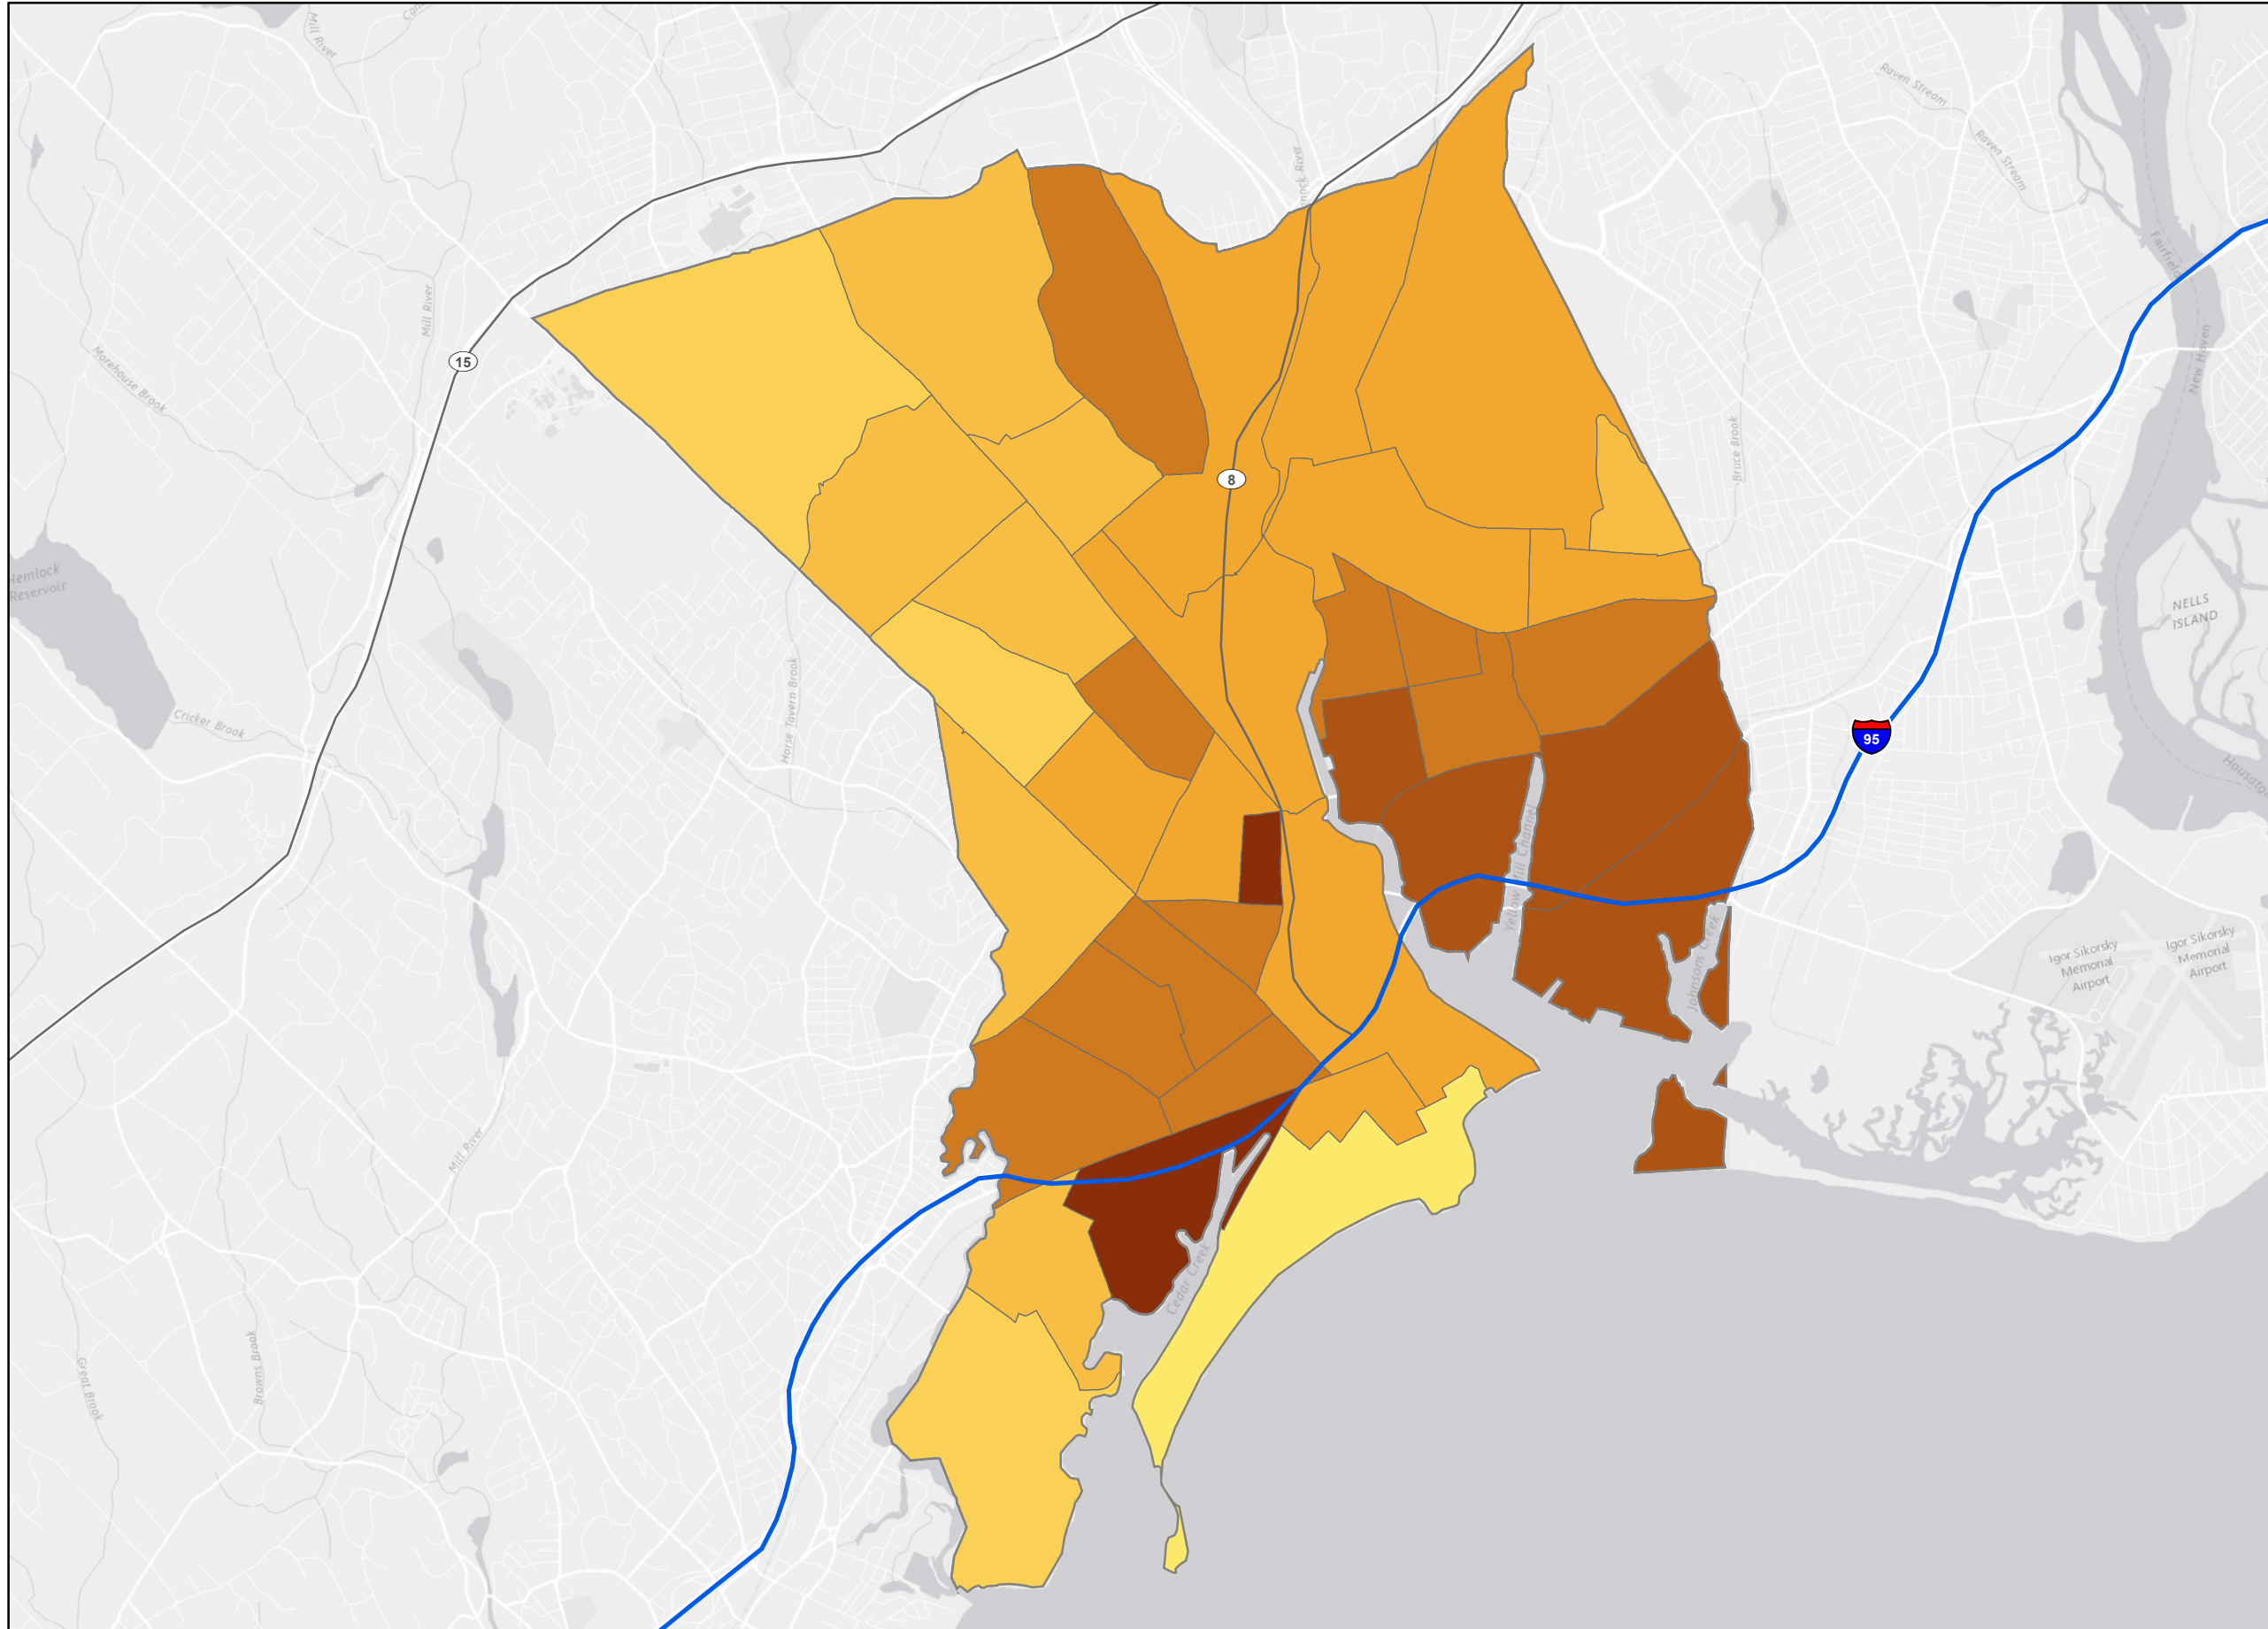 Mill River
Raven Stream
Raven Stream
Mill River
15
Morehouse Brook
8
Bruce Brook
New Haven
Fairfield
Hemlock
Reservoir
NELLS
ISLAND
Cricker Brook
Horse Tavern Brook
95
Yellow Mill Channel
Johnsons Creek
Igor Sikorsky
Memorial
Airport
Igor Sikorsky
Memorial
Airport
Mill River
Cedar Creek
Browns Brook
Great Brook